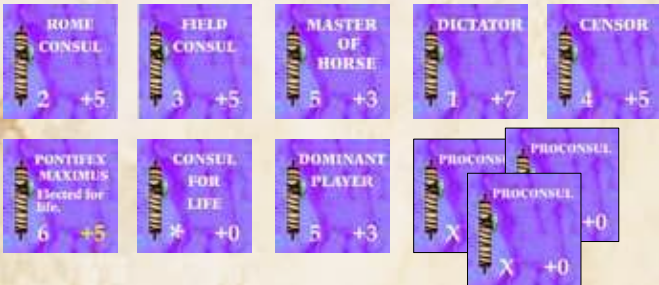 ROME
CONSUL
2 +5
FIELD
CONSUL
3 +5
MASTER
OF
HORSE
5 +3
DICTATOR
1 +7
CENSOR
4 +5
PONTIFEX
MAXIMUS
Elected for
life.
6 +5
CONSUL
FOR
LIFE
* +0
DOMINANT
PLAYER
5 +3
PROCONSU
X
PROCONSUL
+0
PROCONSUL
X +0